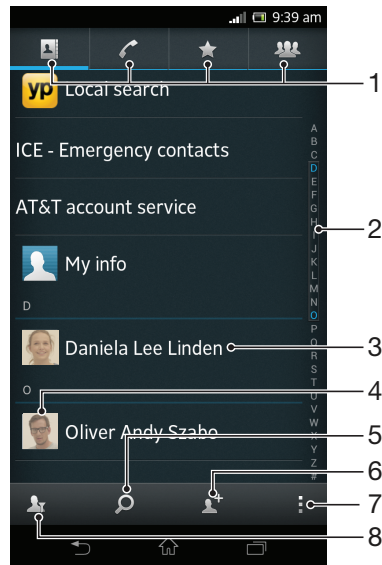 9:39 am
yp Local search
1
ICE - Emergency contacts
AT&T account service
My info
A
B
C
D
E
F
G
H
I
J
K
L
M
N
O
P
Q
R
S
T
U
V
W
X
Y
Z
#
2
D
Daniela Lee Linden
3
O
4
Oliver Andy Szabo
5
6
7
8